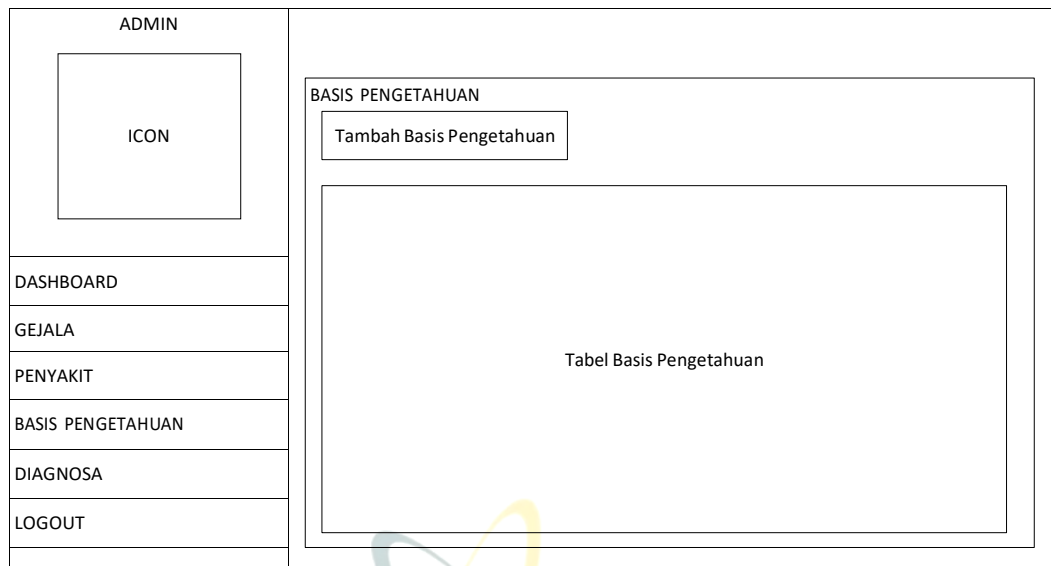 ADMIN
ICON
DASHBOARD
GEJALA
PENYAKIT
BASIS PENGETAHUAN
DIAGNOSA
LOGOUT
BASIS PENGETAHUAN
Tambah Basis Pengetahuan
Tabel Basis Pengetahuan